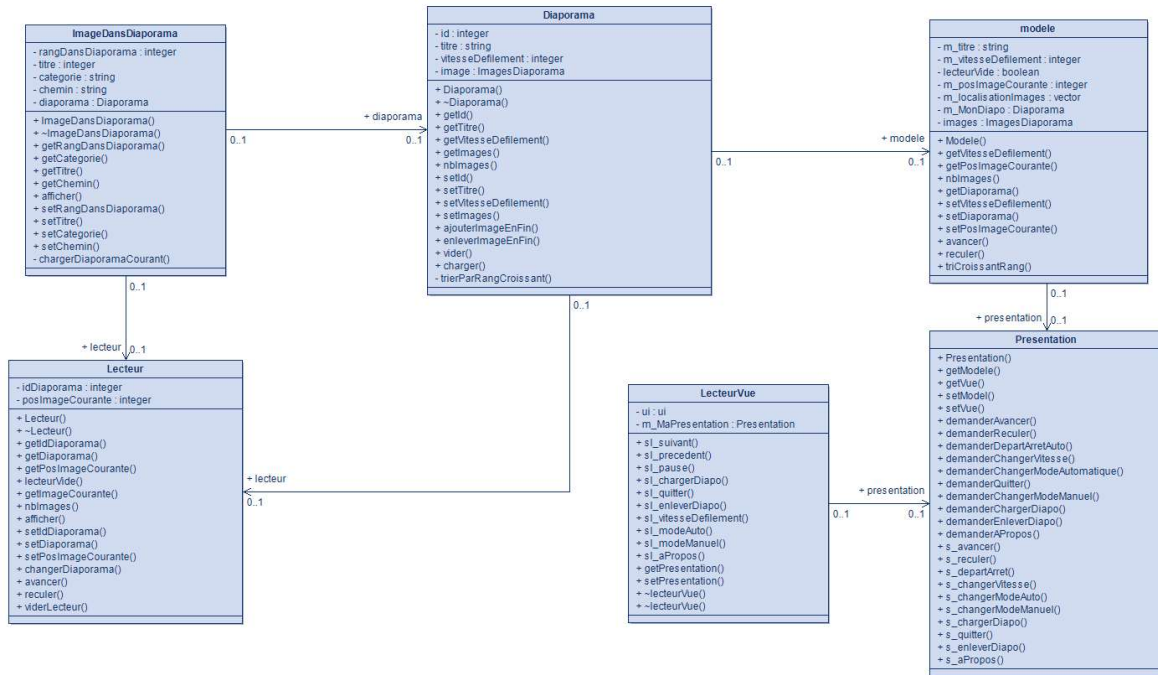 ImageDansDiaporama
- rangDansDiaporama : integer
- titre : integer
- categorie : string
- chemin : string
- diaporama : Diaporama
+ ImageDansDiaporama()
+ ~ImageDansDiaporama()
+ getRangDansDiaporama()
+ getCategorie()
+ getTitre()
+ getChemin()
+ afficher()
+ setRangDansDiaporama()
+ setTitre()
+ setCategorie()
+ setChemin()
- chargerDiaporamaCourant()
+ diaporama
0..1
0..1
Diaporama
- id : integer
- titre : string
- vitesseDefilement : integer
- image : ImagesDiaporama
+ Diaporama()
+ ~Diaporama()
+ getId()
+ getTitre()
+ getVitesseDefilement()
+ getImages()
+ nbImages()
+ setId()
+ setTitre()
+ setVitesseDefilement()
+ setImages()
+ ajouterImageEnFin()
+ enleverImageEnFin()
+ vider()
+ charger()
- trierParRangCroissant()
+ modele
0..1
0..1
modele
- m_titre : string
- m_vitesseDefilement : integer
- lecteurVide : boolean
- m_posImageCourante : integer
- m_localisationImages : vector
- m_MonDiapo : Diaporama
- images : ImagesDiaporama
+ Modele()
+ getVitesseDefilement()
+ getPosImageCourante()
+ nbImages()
+ getDiaporama()
+ setVitesseDefilement()
+ setDiaporama()
+ setPosImageCourante()
+ avancer()
+ reculer()
+ triCroissantRang()
0..1
+ lecteur
0..1
0..1
+ lecteur
0..1
0..1
+ presentation
0..1
Lecteur
- idDiaporama : integer
- posImageCourante : integer
+ Lecteur()
+ ~Lecteur()
+ getIdDiaporama()
+ getDiaporama()
+ getPosImageCourante()
+ lecteurVide()
+ getImageCourante()
+ nbImages()
+ afficher()
+ setIdDiaporama()
+ setDiaporama()
+ setPosImageCourante()
+ changerDiaporama()
+ avancer()
+ reculer()
+ viderLecteur()
LecteurVue
- ui : ui
- m_MaPresentation : Presentation
+ sl_suivant()
+ sl_precedent()
+ sl_pause()
+ sl_chargerDiapo()
+ sl_quitter()
+ sl_enleverDiapo()
+ sl_vitesseDefilement()
+ sl_modeAuto()
+ sl_modeManuel()
+ sl_aPropos()
+ getPresentation()
+ setPresentation()
+ ~lecteurVue()
+ ~lecteurVue()
+ presentation
0..1
0..1
Presentation
+ Presentation()
+ getModele()
+ getVue()
+ setModel()
+ setVue()
+ demanderAvancer()
+ demanderReculer()
+ demanderDepartArretAuto()
+ demanderChangerVitesse()
+ demanderChangerModeAutomatique()
+ demanderQuitter()
+ demanderChangerModeManuel()
+ demanderChargerDiapo()
+ demanderEnleverDiapo()
+ demanderAPropos()
+ s_avancer()
+ s_reculer()
+ s_departArret()
+ s_changerVitesse()
+ s_changerModeAuto()
+ s_changerModeManuel()
+ s_chargerDiapo()
+ s_quitter()
+ s_enleverDiapo()
+ s_aPropos()